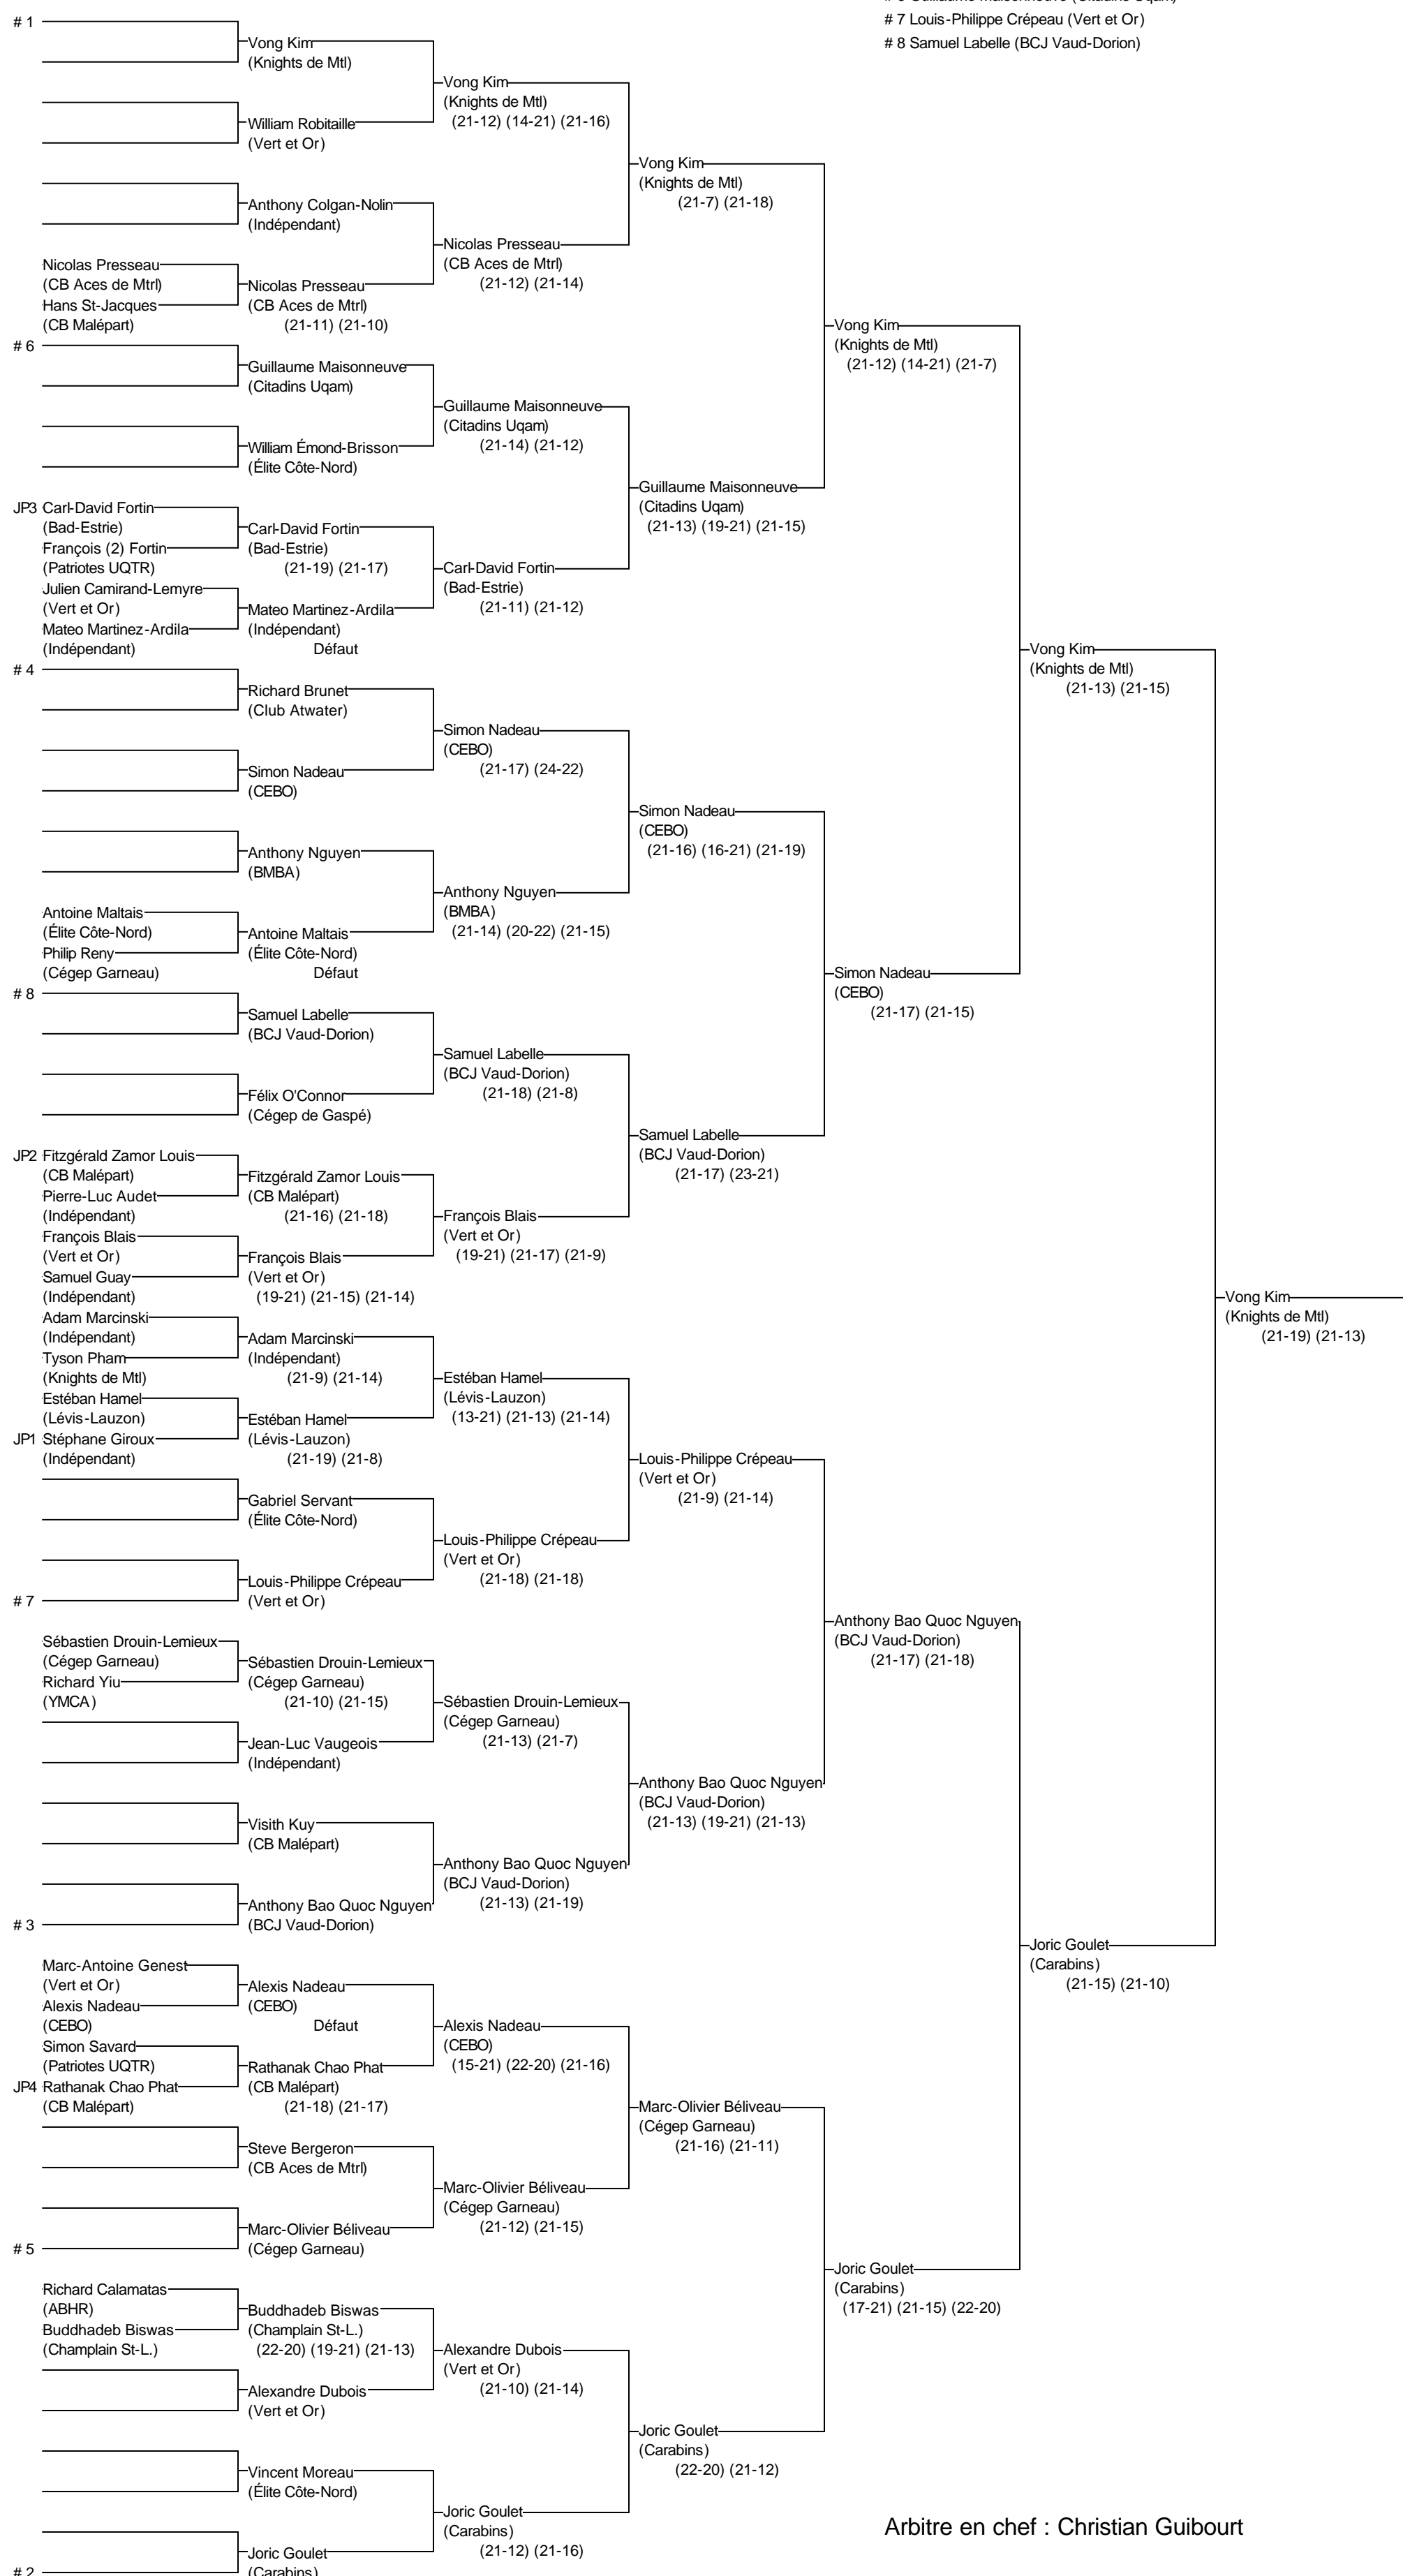 # 7 Louis-Philippe Crépeau (Vert et Or)
# 8 Samuel Labelle (BCJ Vaud-Dorion)
# 1
Vong Kim
(Knights de Mtl)
William Robitaille
(Vert et Or)
Vong Kim
(Knights de Mtl)
(21-12) (14-21) (21-16)
Anthony Colgan-Nolin
(Indépendant)
Nicolas Presseau
(CB Aces de Mtrl)
Hans St-Jacques
(CB Malépart)
Nicolas Presseau
(CB Aces de Mtrl)
(21-11) (21-10)
Nicolas Presseau
(CB Aces de Mtrl)
(21-12) (21-14)
Vong Kim
(Knights de Mtl)
(21-7) (21-18)
# 6
Guillaume Maisonneuve
(Citadins Uqam)
William Émond-Brisson
(Élite Côte-Nord)
Guillaume Maisonneuve
(Citadins Uqam)
(21-14) (21-12)
JP3 Carl-David Fortin
(Bad-Estrie)
François (2) Fortin
(Patriotes UQTR)
Carl-David Fortin
(Bad-Estrie)
(21-19) (21-17)
Julien Camirand-Lemyre
(Vert et Or)
Mateo Martinez-Ardila
(Indépendant)
Mateo Martinez-Ardila
(Indépendant)
Défaut
Carl-David Fortin
(Bad-Estrie)
(21-11) (21-12)
Guillaume Maisonneuve
(Citadins Uqam)
(21-13) (19-21) (21-15)
Vong Kim
(Knights de Mtl)
(21-12) (14-21) (21-7)
# 4
Richard Brunet
(Club Atwater)
Simon Nadeau
(CEBO)
Simon Nadeau
(CEBO)
(21-17) (24-22)
Anthony Nguyen
(BMBA)
Antoine Maltais
(Élite Côte-Nord)
Philip Reny
(Cégep Garneau)
Antoine Maltais
(Élite Côte-Nord)
Défaut
Anthony Nguyen
(BMBA)
(21-14) (20-22) (21-15)
Simon Nadeau
(CEBO)
(21-16) (16-21) (21-19)
# 8
Samuel Labelle
(BCJ Vaud-Dorion)
Félix O'Connor
(Cégep de Gaspé)
Samuel Labelle
(BCJ Vaud-Dorion)
(21-18) (21-8)
JP2 Fitzgérald Zamor Louis
(CB Malépart)
Pierre-Luc Audet
(Indépendant)
Fitzgérald Zamor Louis
(CB Malépart)
(21-16) (21-18)
François Blais
(Vert et Or)
Samuel Guay
(Indépendant)
François Blais
(Vert et Or)
(19-21) (21-15) (21-14)
François Blais
(Vert et Or)
(19-21) (21-17) (21-9)
Samuel Labelle
(BCJ Vaud-Dorion)
(21-17) (23-21)
Simon Nadeau
(CEBO)
(21-17) (21-15)
Vong Kim
(Knights de Mtl)
(21-13) (21-15)
Adam Marcinski
(Indépendant)
Tyson Pham
(Knights de Mtl)
Adam Marcinski
(Indépendant)
(21-9) (21-14)
Estéban Hamel
(Lévis-Lauzon)
JP1 Stéphane Giroux
(Indépendant)
Estéban Hamel
(Lévis-Lauzon)
(21-19) (21-8)
Estéban Hamel
(Lévis-Lauzon)
(13-21) (21-13) (21-14)
Gabriel Servant
(Élite Côte-Nord)
# 7
Louis-Philippe Crépeau
(Vert et Or)
Louis-Philippe Crépeau
(Vert et Or)
(21-18) (21-18)
Louis-Philippe Crépeau
(Vert et Or)
(21-9) (21-14)
Sébastien Drouin-Lemieux
(Cégep Garneau)
Richard Yiu
(YMCA)
Sébastien Drouin-Lemieux
(Cégep Garneau)
(21-10) (21-15)
Jean-Luc Vaugeois
(Indépendant)
Sébastien Drouin-Lemieux
(Cégep Garneau)
(21-13) (21-7)
Visith Kuy
(CB Malépart)
# 3
Anthony Bao Quoc Nguyen
(BCJ Vaud-Dorion)
Anthony Bao Quoc Nguyen
(BCJ Vaud-Dorion)
(21-13) (21-19)
Anthony Bao Quoc Nguyen
(BCJ Vaud-Dorion)
(21-13) (19-21) (21-13)
Anthony Bao Quoc Nguyen
(BCJ Vaud-Dorion)
(21-17) (21-18)
Marc-Antoine Genest
(Vert et Or)
Alexis Nadeau
(CEBO)
Alexis Nadeau
(CEBO)
Défaut
Simon Savard
(Patriotes UQTR)
JP4 Rathanak Chao Phat
(CB Malépart)
Rathanak Chao Phat
(CB Malépart)
(21-18) (21-17)
Alexis Nadeau
(CEBO)
(15-21) (22-20) (21-16)
Steve Bergeron
(CB Aces de Mtrl)
# 5
Marc-Olivier Béliveau
(Cégep Garneau)
Marc-Olivier Béliveau
(Cégep Garneau)
(21-12) (21-15)
Marc-Olivier Béliveau
(Cégep Garneau)
(21-16) (21-11)
Richard Calamatas
(ABHR)
Buddhadeb Biswas
(Champlain St-L.)
Buddhadeb Biswas
(Champlain St-L.)
(22-20) (19-21) (21-13)
Alexandre Dubois
(Vert et Or)
Alexandre Dubois
(Vert et Or)
(21-10) (21-14)
Vincent Moreau
(Élite Côte-Nord)
# 2
Joric Goulet
(Carabins)
Joric Goulet
(Carabins)
(21-12) (21-16)
Joric Goulet
(Carabins)
(22-20) (21-12)
Joric Goulet
(Carabins)
(17-21) (21-15) (22-20)
Joric Goulet
(Carabins)
(21-15) (21-10)
Vong Kim
(Knights de Mtl)
(21-19) (21-13)
Arbitre en chef : Christian Guibourt